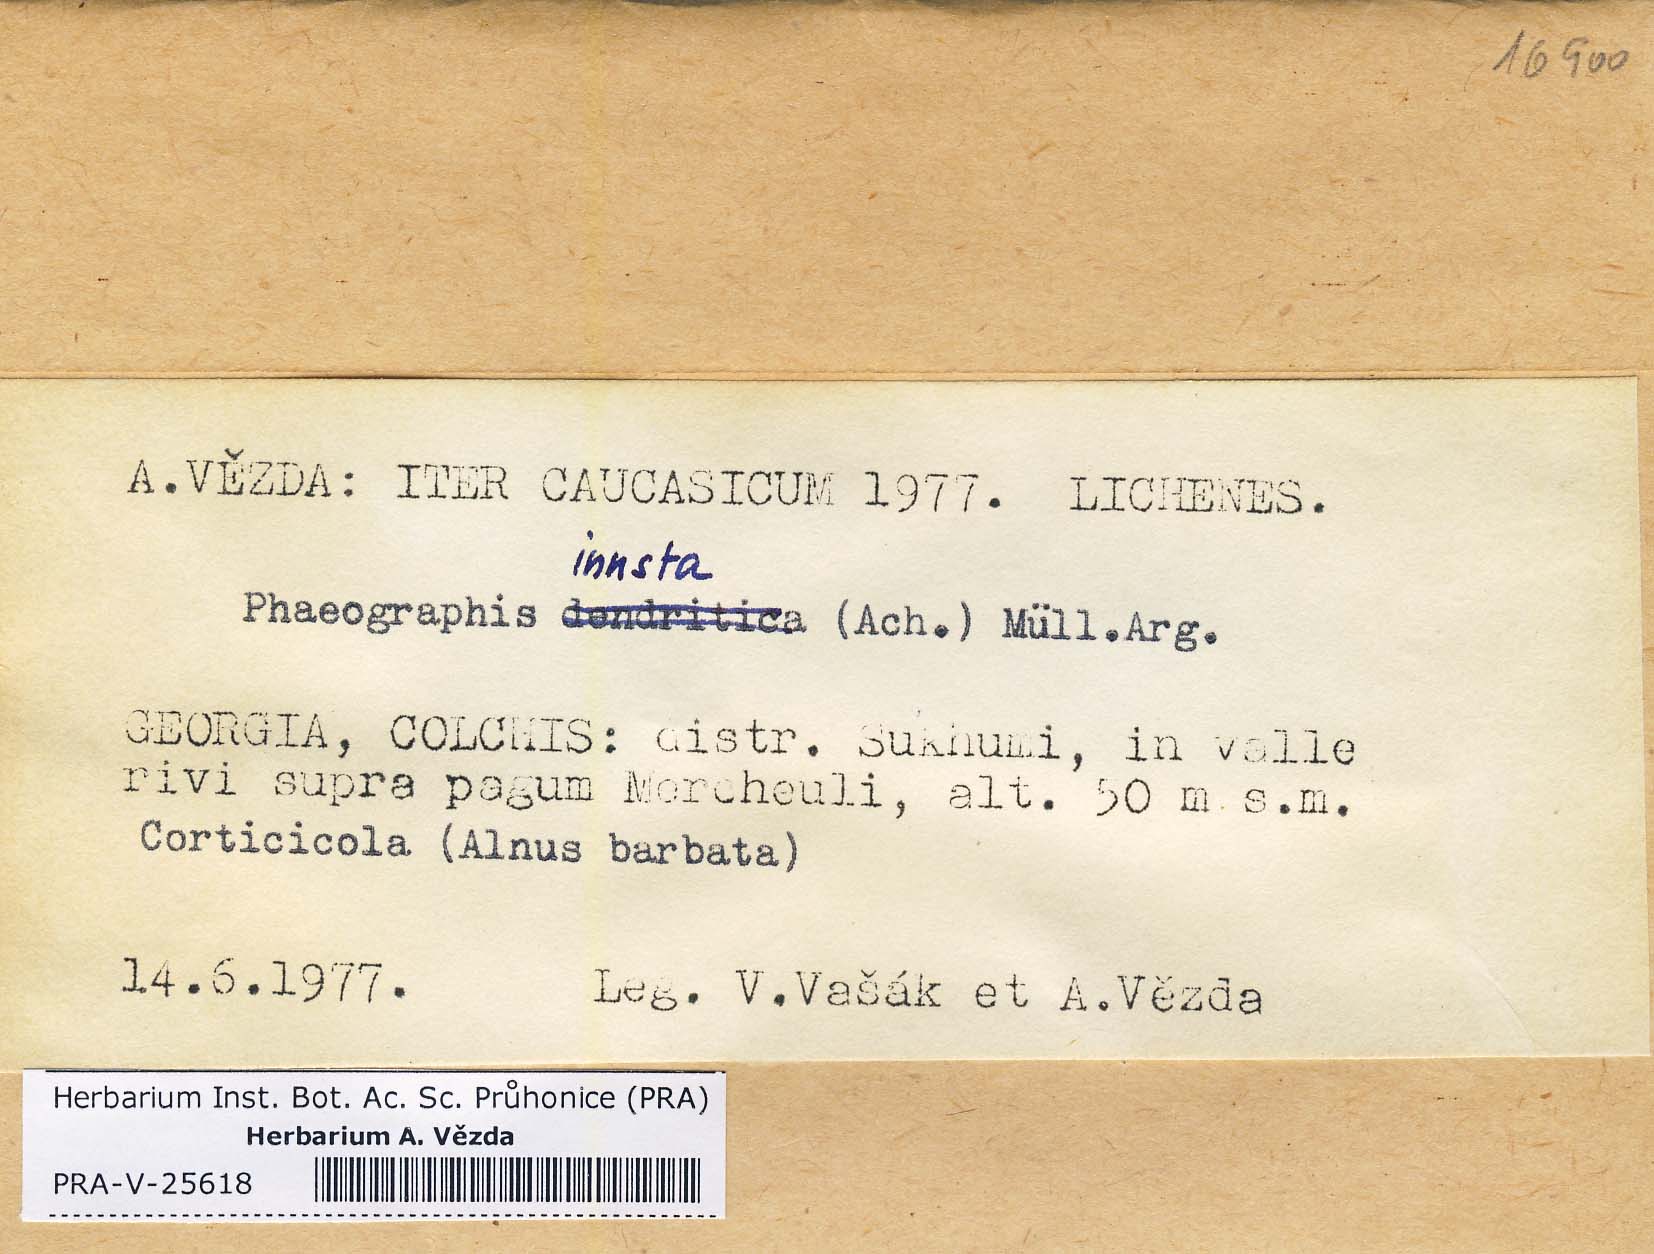 16900
A.VĚZDA: ITER CAUCASICUM 1977. LICHENES.
innsta
Phaeographis dendritica (Ach.) Müll.Arg.
GEORGIA, COLCHIS: distr. Sukhumi, in valle
rivi supra pagum Mercheuli, alt. 50 m s.m.
Corticicola (Alnus barbata)
14.6.1977. Leg. V.Vašák et A.Vězda
Herbarium Inst. Bot. Ac. Sc. Průhonice (PRA)
Herbarium A. Vězda
PRA-V-25618